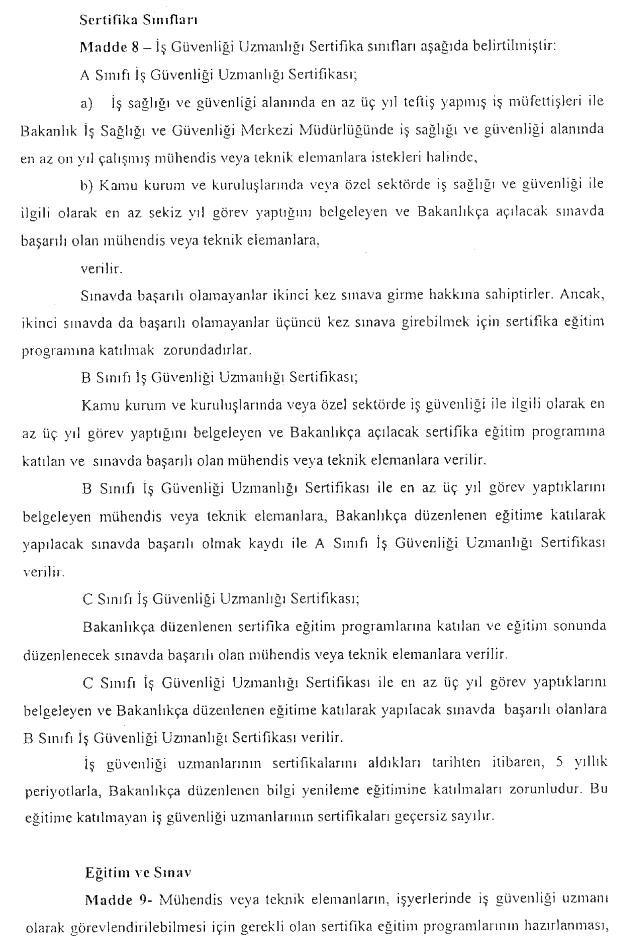 Sertifika Sınıfları
Madde 8 – İş Güvenliği Uzmanlığı Sertifika sınıfları aşağıda belirtilmiştir:
A Sınıfı İş Güvenliği Uzmanlığı Sertifikası;
a) İş sağlığı ve güvenliği alanında en az üç yıl teftiş yapmış iş müfettişleri ile
Bakanlık İş Sağlığı ve Güvenliği Merkezi Müdürlüğünde iş sağlığı ve güvenliği alanında
en az on yıl çalışmış mühendis veya teknik elemanlara istekleri halinde,
b) Kamu kurum ve kuruluşlarında veya özel sektörde iş sağlığı ve güvenliği ile
ilgili olarak en az sekiz yıl görev yaptığını belgeleyen ve Bakanlıkça açılacak sınavda
başarılı olan mühendis veya teknik elemanlara,
verilir.
Sınavda başarılı olamayanlar ikinci kez sınava girme hakkına sahiptirler. Ancak,
ikinci sınavda da başarılı olamayanlar üçüncü kez sınava girebilmek için sertifika eğitim
programına katılmak zorundadırlar.
B Sınıfı İş Güvenliği Uzmanlığı Sertifikası;
Kamu kurum ve kuruluşlarında veya özel sektörde iş güvenliği ile ilgili olarak en
az üç yıl görev yaptığını belgeleyen ve Bakanlıkça açılacak sertifika eğitim programına
katılan ve sınavda başarılı olan mühendis veya teknik elemanlara verilir.
B Sınıfı İş Güvenliği Uzmanlığı Sertifikası ile en az üç yıl görev yaptıklarını
belgeleyen mühendis veya teknik elemanlara, Bakanlıkça düzenlenen eğitime katılarak
yapılacak sınavda başarılı olmak kaydı ile A Sınıfı İş Güvenliği Uzmanlığı Sertifikası
verilir.
C Sınıfı İş Güvenliği Uzmanlığı Sertifikası;
Bakanlıkça düzenlenen sertifika eğitim programlarına katılan ve eğitim sonunda
düzenlenecek sınavda başarılı olan mühendis veya teknik elemanlara verilir.
C Sınıfı İş Güvenliği Uzmanlığı Sertifikası ile en az üç yıl görev yaptıklarını
belgeleyen ve Bakanlıkça düzenlenen eğitime katılarak yapılacak sınavda başarılı olanlara
B Sınıfı İş Güvenliği Uzmanlığı Sertifikası verilir.
İş güvenliği uzmanlarının sertifikalarını aldıkları tarihten itibaren, 5 yıllık
periyotlarla, Bakanlıkça düzenlenen bilgi yenileme eğitimine katılmaları zorunludur. Bu
eğitime katılmayan iş güvenliği uzmanlarının sertifikaları geçersiz sayılır.
Eğitim ve Sınav
Madde 9- Mühendis veya teknik elemanların, işyerlerinde iş güvenliği uzmanı
olarak görevlendirilebilmesi için gerekli olan sertifika eğitim programlarının hazırlanması,